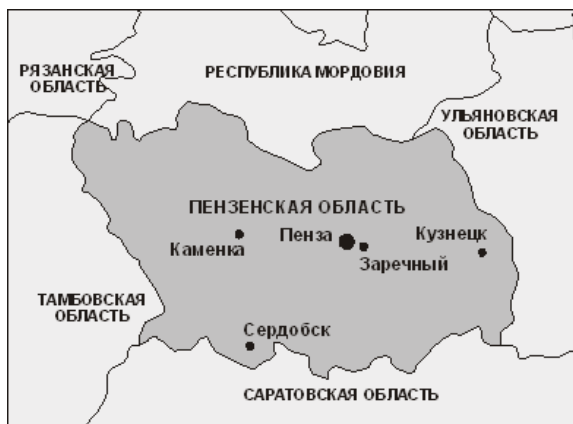 РЯЗАНСКАЯ
ОБЛАСТЬ
РЕСПУБЛИКА МОРДОВИЯ
УЛЬЯНОВСКАЯ
ОБЛАСТЬ
ПЕНЗЕНСКАЯ ОБЛАСТЬ
Каменка
Пенза
Заречный
Кузнецк
ТАМБОВСКАЯ
ОБЛАСТЬ
Сердобск
САРАТОВСКАЯ ОБЛАСТЬ